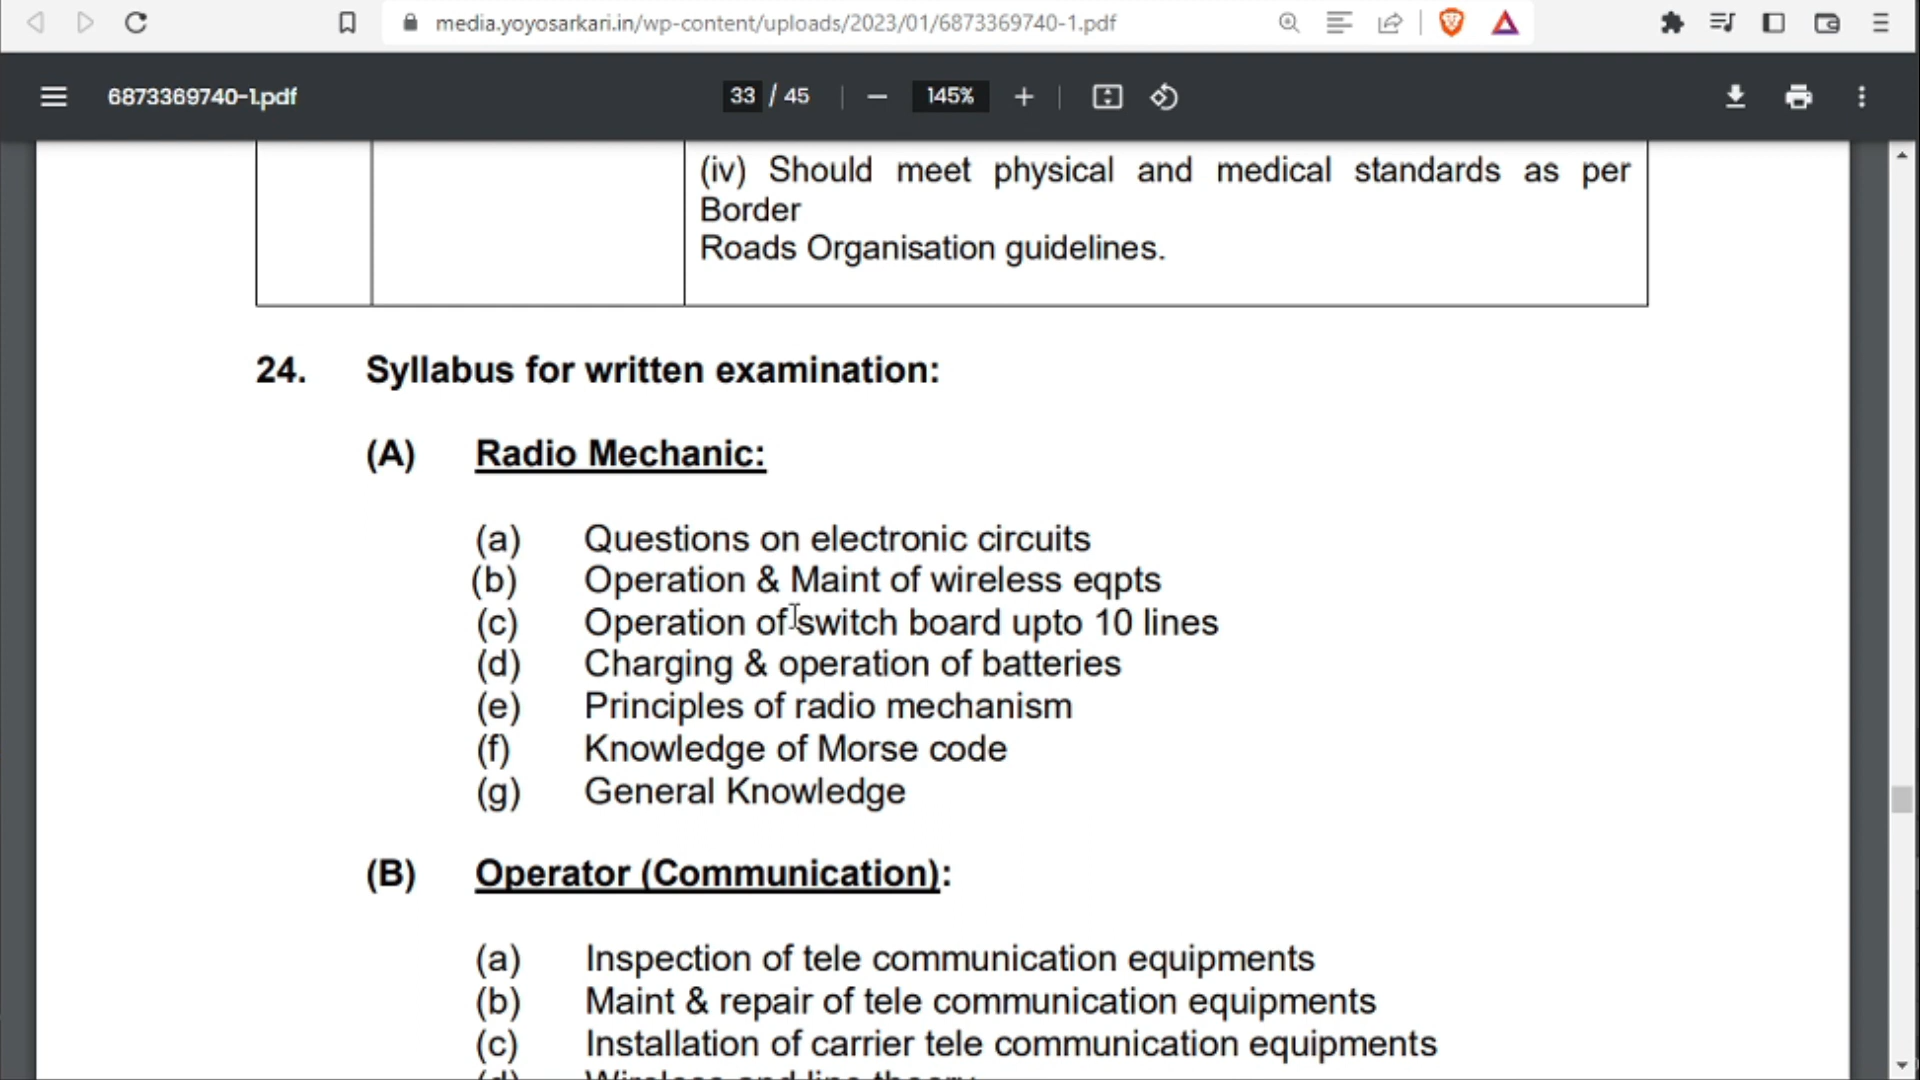 media.yoyosarkari.in/wp-content/uploads/2023/01/6873369740-1.pdf
6873369740-1.pdf 33 / 45 145%
(iv) Should meet physical and medical standards as per
Border
Roads Organisation guidelines.
24. Syllabus for written examination:
(A) Radio Mechanic:
(a) Questions on electronic circuits
(b) Operation & Maint of wireless eqpts
(c) Operation of switch board upto 10 lines
(d) Charging & operation of batteries
(e) Principles of radio mechanism
(f) Knowledge of Morse code
(g) General Knowledge
(B) Operator (Communication):
(a) Inspection of tele communication equipments
(b) Maint & repair of tele communication equipments
(c) Installation of carrier tele communication equipments
(d) Wireless and line theory